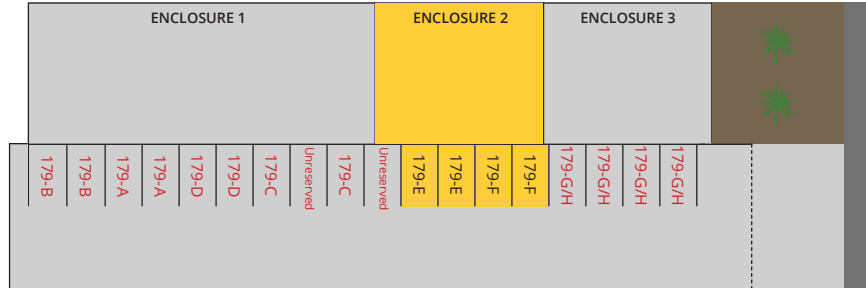 ENCLOSURE 1
ENCLOSURE 2
ENCLOSURE 3
179-B
179-B
179-A
179-A
179-D
179-D
179-C
Unreserved
179-C
Unreserved
179-E
179-E
179-F
179-F
179-G/H
179-G/H
179-G/H
179-G/H